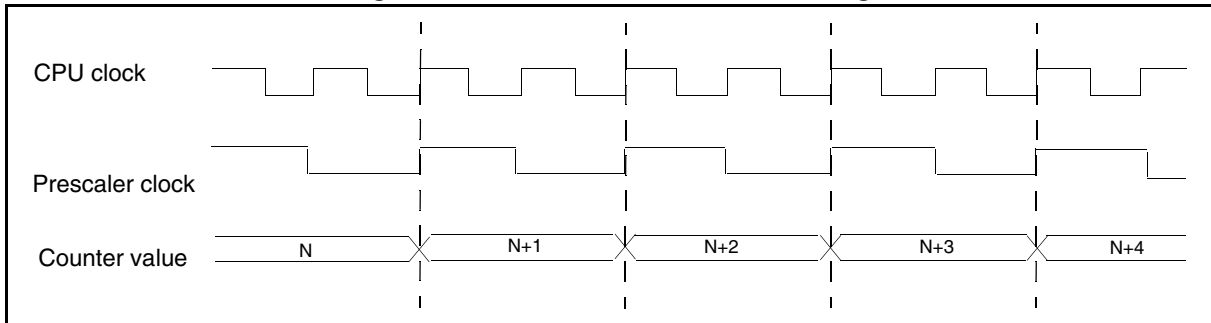 CPU clock
Prescaler clock
Counter value
N
N+1
N+2
N+3
N+4